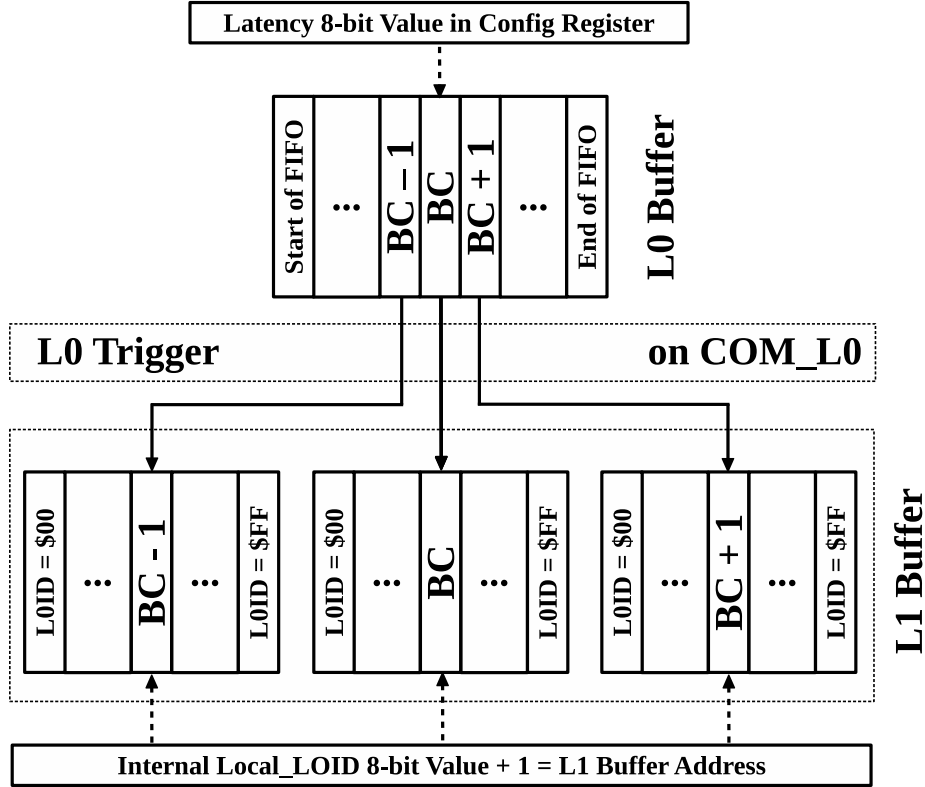 Latency 8-bit Value in Config Register
Start of FIFO
...
BC – 1
BC
BC + 1
...
End of FIFO
L0 Buffer
L0 Trigger
on COM_L0
L0ID = $00
...
BC - 1
...
L0ID = $FF
L0ID = $00
...
BC
...
L0ID = $FF
L0ID = $00
...
BC + 1
...
L0ID = $FF
L1 Buffer
Internal Local_LOID 8-bit Value + 1 = L1 Buffer Address